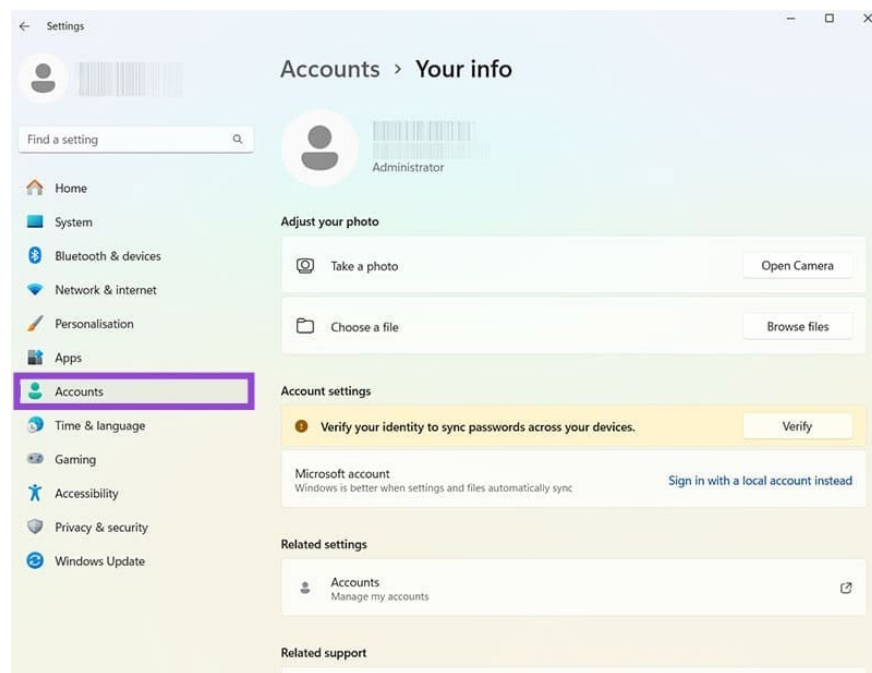 Settings
Accounts > Your info
Find a setting
Administrator
Home
System
Bluetooth & devices
Network & internet
Personalisation
Apps
Accounts
Time & language
Gaming
Accessibility
Privacy & security
Windows Update
Adjust your photo
Take a photo
Open Camera
Choose a file
Browse files
Account settings
Verify your identity to sync passwords across your devices.
Verify
Microsoft account
Windows is better when settings and files automatically sync
Sign in with a local account instead
Related settings
Accounts
Manage my accounts
Related support